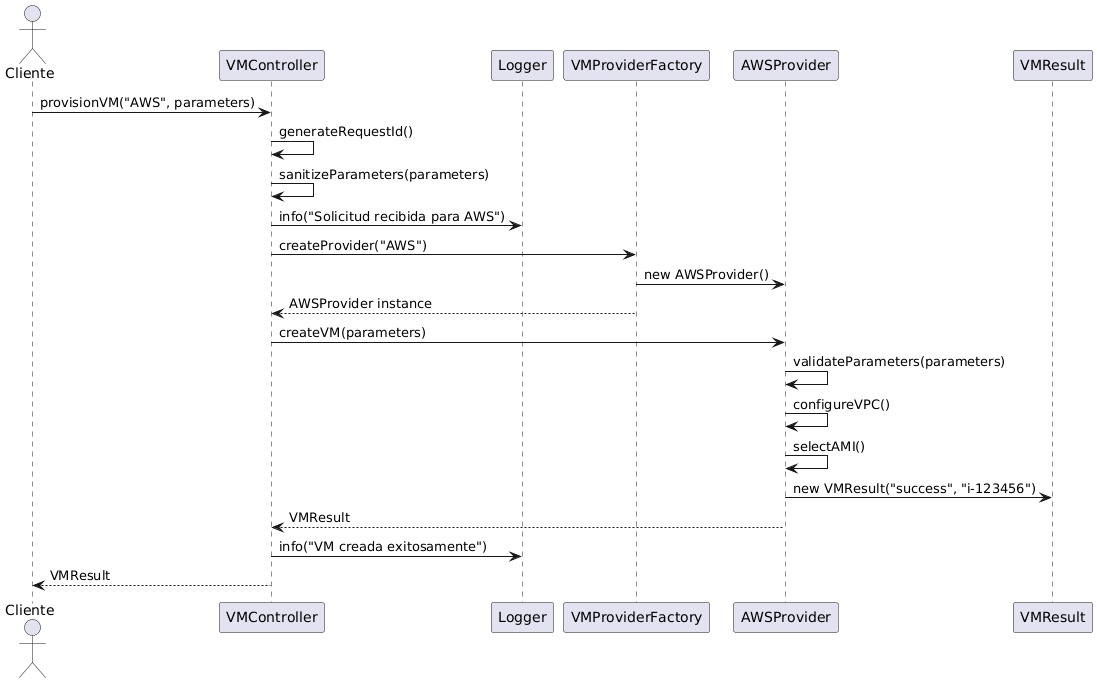 Cliente
VMController
Logger
VMProviderFactory
AWSProvider
VMResult
provisionVM("AWS", parameters)
generateRequestId()
sanitizeParameters(parameters)
info("Solicitud recibida para AWS")
createProvider("AWS")
new AWSProvider()
AWSProvider instance
createVM(parameters)
validateParameters(parameters)
configureVPC()
selectAMI()
new VMResult("success", "i-123456")
VMResult
info("VM creada exitosamente")
VMResult
Cliente
VMController
Logger
VMProviderFactory
AWSProvider
VMResult